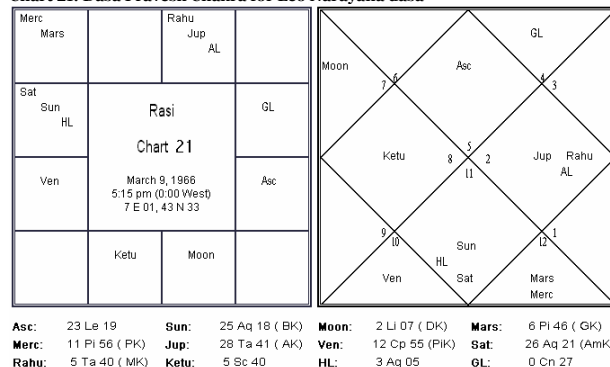 Chart 21: Dasa Pravesh Chakra for Leo Narayana dasa
Merc
Mars
Rahu
Jup
AL
Sat
Sun
HL
Rasi
Chart 21
March 9, 1966
5:15 pm (0:00 West)
7 E 01, 43 N 33
GL
Ven
Asc
Ketu
Moon
GL
Moon
Asc
6
7
4
3
Ketu
5
8
2
11
Jup Rahu
AL
9
10
1
12
Sun
HL
Ven
Sat
Mars
Merc
Asc: 23 Le 19 Sun: 25 Aq 18 ( BK) Moon: 2 Li 07 ( DK) Mars: 6 Pi 46 ( GK)
Merc: 11 Pi 56 ( PK) Jup: 28 Ta 41 ( AK) Ven: 12 Cp 55 (PiK) Sat: 26 Aq 21 (AmK)
Rahu: 5 Ta 40 ( MK) Ketu: 5 Sc 40 HL: 3 Aq 05 GL: 0 Cn 27